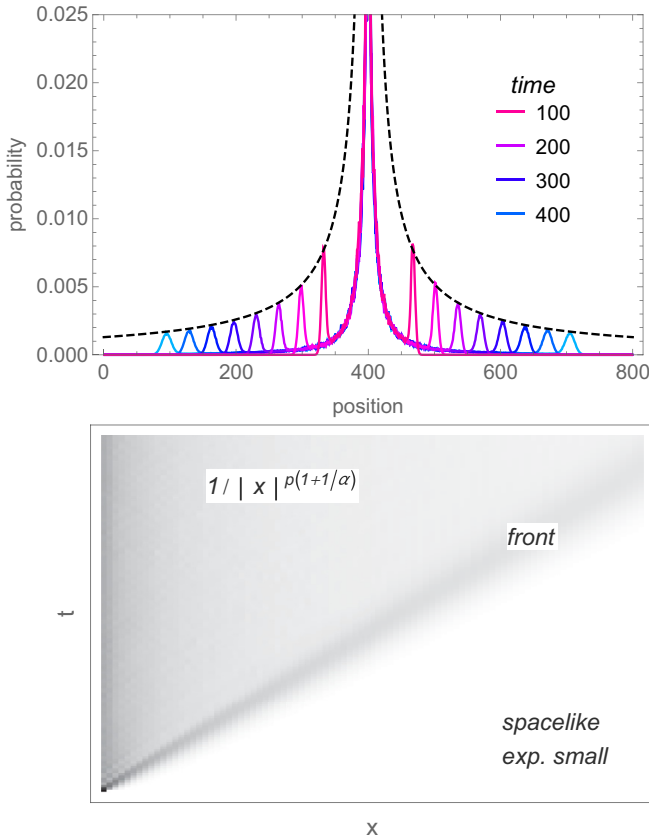 0.025
0.020
0.015
0.010
0.005
0.000
probability
0 200 400 600 800
position
time
100
200
300
400
1/ | x | p(1+1/α)
front
spacelike
exp. small
t
x